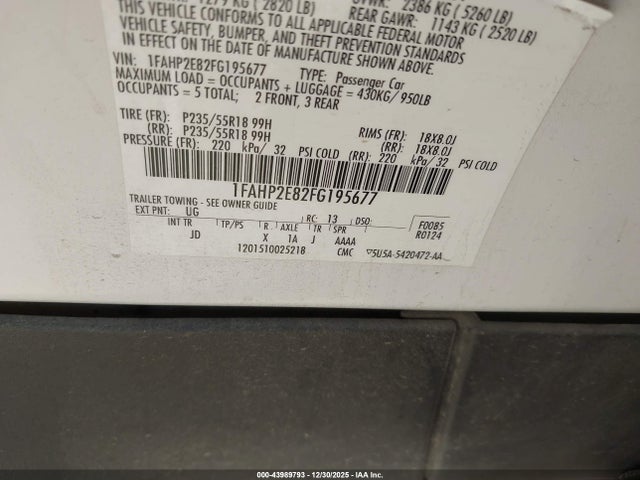 1279 KG ( 2820 LB) GVWR: 2386 KG ( 5260 LB)
REAR GAWR: 1143 KG ( 2520 LB)
THIS VEHICLE CONFORMS TO ALL APPLICABLE FEDERAL MOTOR
VEHICLE SAFETY, BUMPER, AND THEFT PREVENTION STANDARDS
IN EFFECT ON THE DATE OF MANUFACTURE SHOWN ABOVE.
VIN: 1FAHP2E82FG195677 TYPE: Passenger Car
MAXIMUM LOAD = OCCUPANTS + LUGGAGE = 430KG/ 950LB
OCCUPANTS = 5 TOTAL; 2 FRONT, 3 REAR
TIRE (FR): P235/55R18 99H RIMS (FR): 18X8.0J
(RR): P235/55R18 99H (RR): 18X8.0J
PRESSURE (FR): 220 kPa/ 32 PSI COLD (RR): 220 kPa/ 32 PSI COLD
1FAHP2E82FG195677
TRAILER TOWING - SEE OWNER GUIDE
EXT PNT: UG RC: 13 DSO:
INT TR TP/PS R AXLE TR SPR
JD X 1A J AAAA
1201510025218 CMC
F0085
R0124
5U5A-5420472-AA
000-43989793 • 12/30/2025 • IAA Inc.